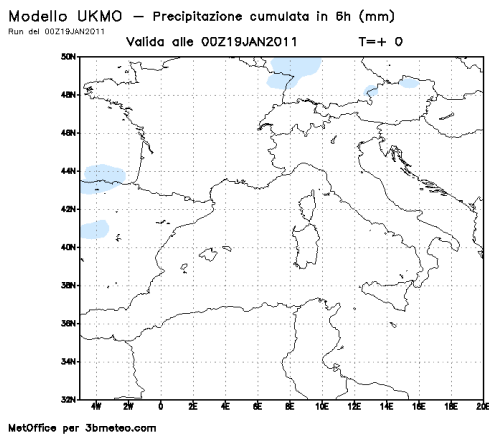 Modello UKMO – Precipitazione cumulata in 6h (mm)
Run del 00Z19JAN2011
Valida alle 00Z19JAN2011 T=+ 0
50N
48N
46N
44N
42N
40N
38N
36N
34N
32N
4W 2W 0 2E 4E 6E 8E 10E 12E 14E 16E 18E 20E
MetOffice per 3bmeteo.com